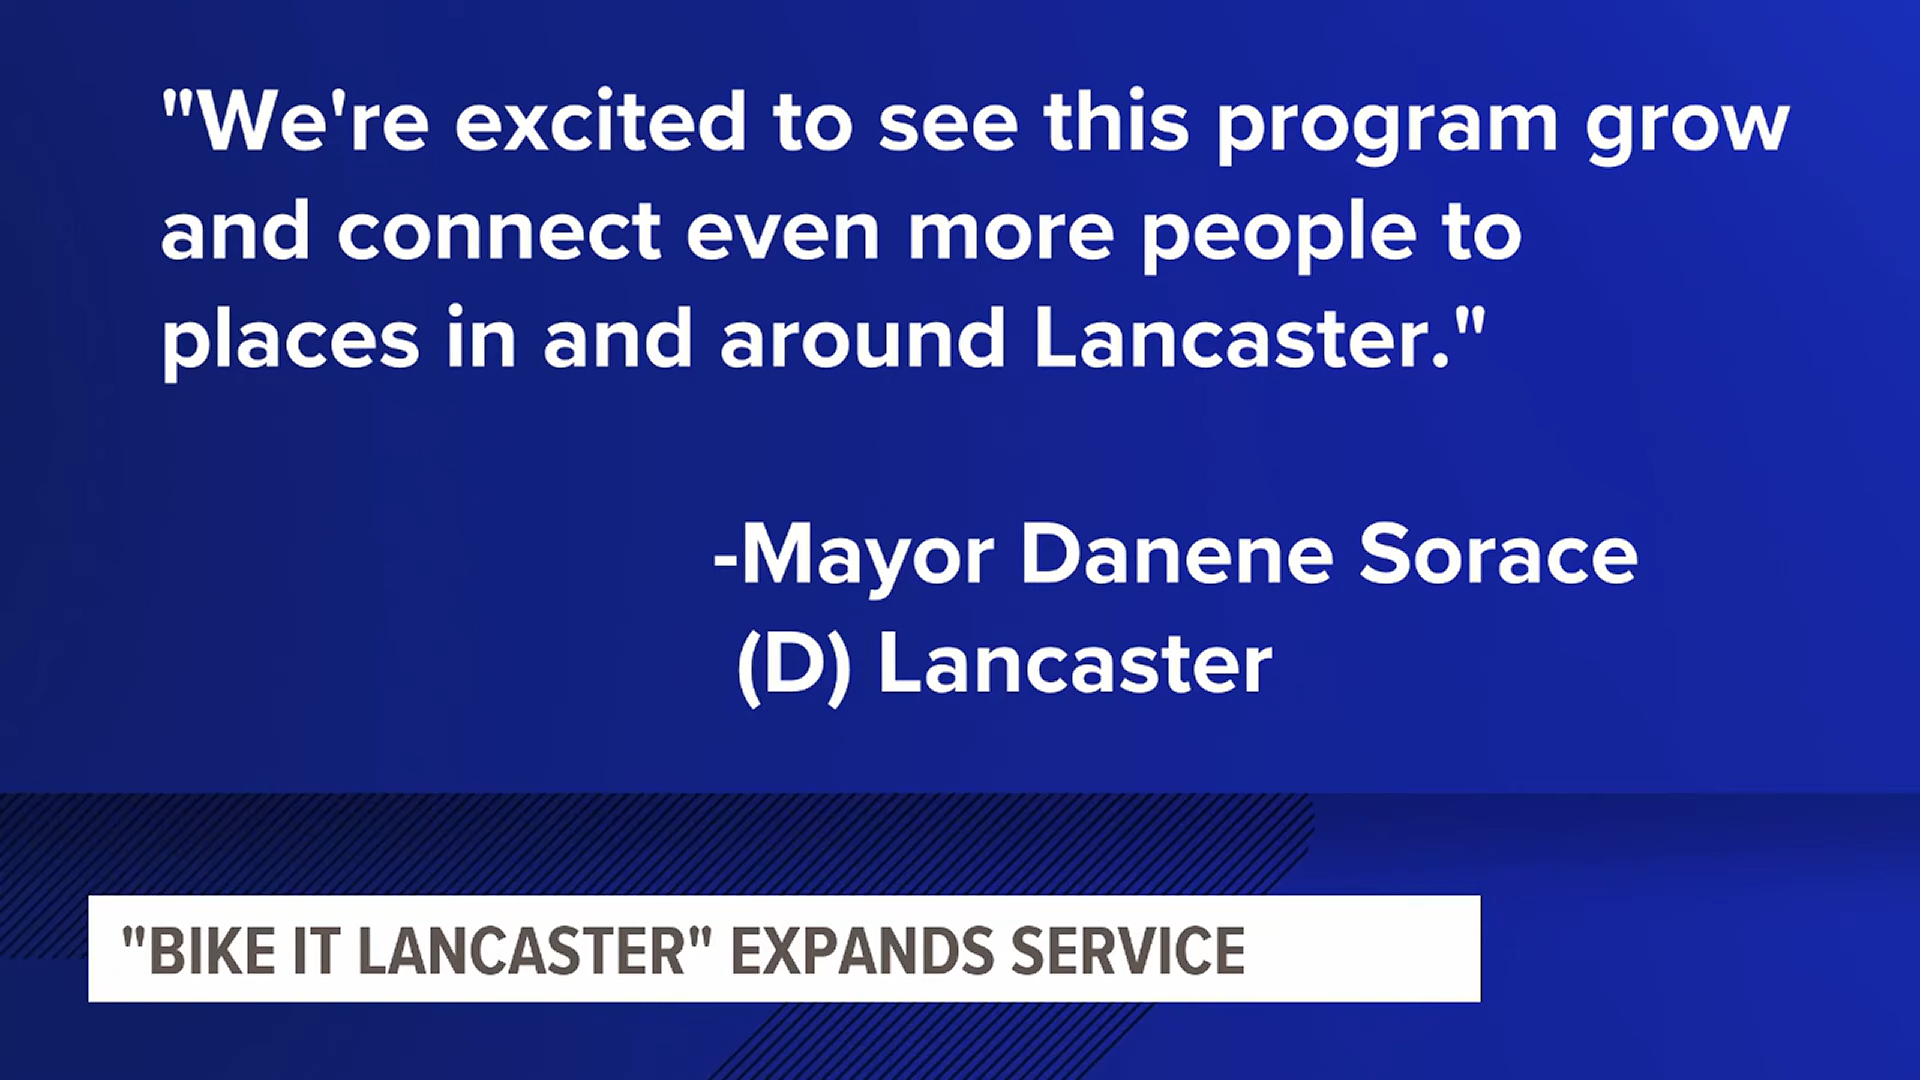 "We're excited to see this program grow
and connect even more people to
places in and around Lancaster."
-Mayor Danene Sorace
(D) Lancaster
"BIKE IT LANCASTER" EXPANDS SERVICE